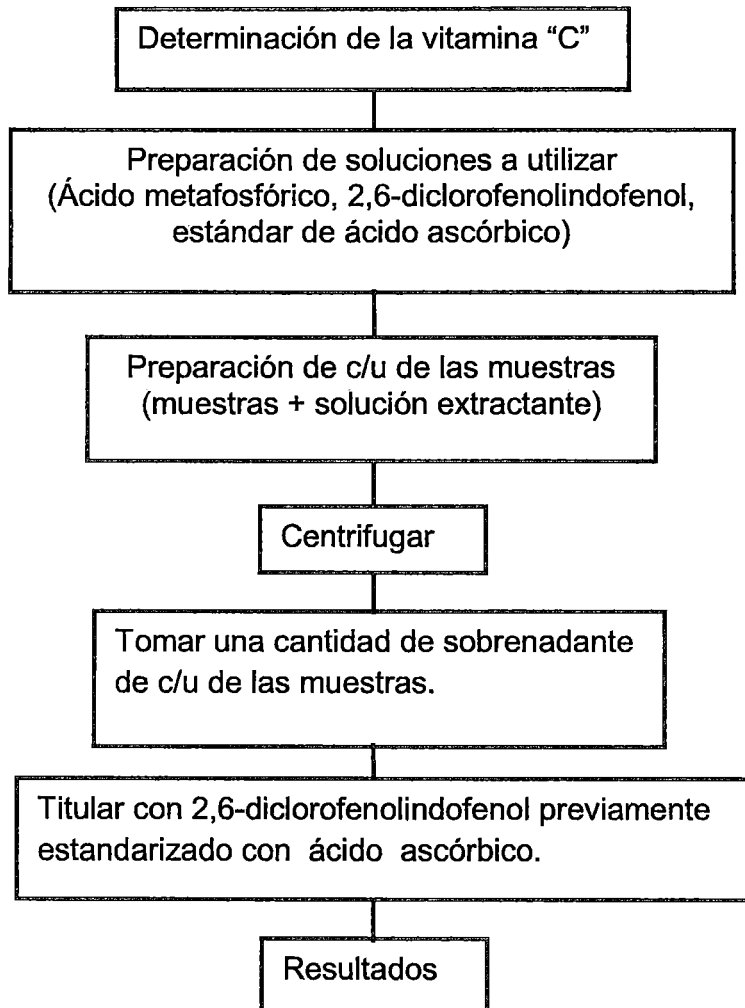 Determinación de la vitamina “C”
Preparación de soluciones a utilizar
(Ácido metafosfórico, 2,6-diclorofenolindofenol,
estándar de ácido ascórbico)
Preparación de c/u de las muestras
(muestras + solución extractante)
Centrifugar
Tomar una cantidad de sobrenadante
de c/u de las muestras.
Titular con 2,6-diclorofenolindofenol previamente
estandarizado con ácido ascórbico.
Resultados